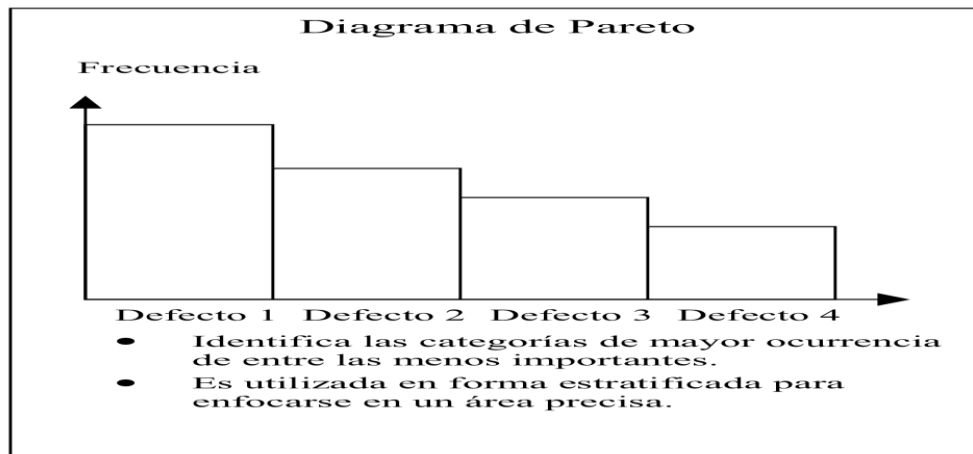 Diagrama de Pareto
Frecuencia
Defecto 1 Defecto 2 Defecto 3 Defecto 4
● Identifica las categorías de mayor ocurrencia
de entre las menos importantes.
● Es utilizada en forma estratificada para
enfocarse en un área precisa.